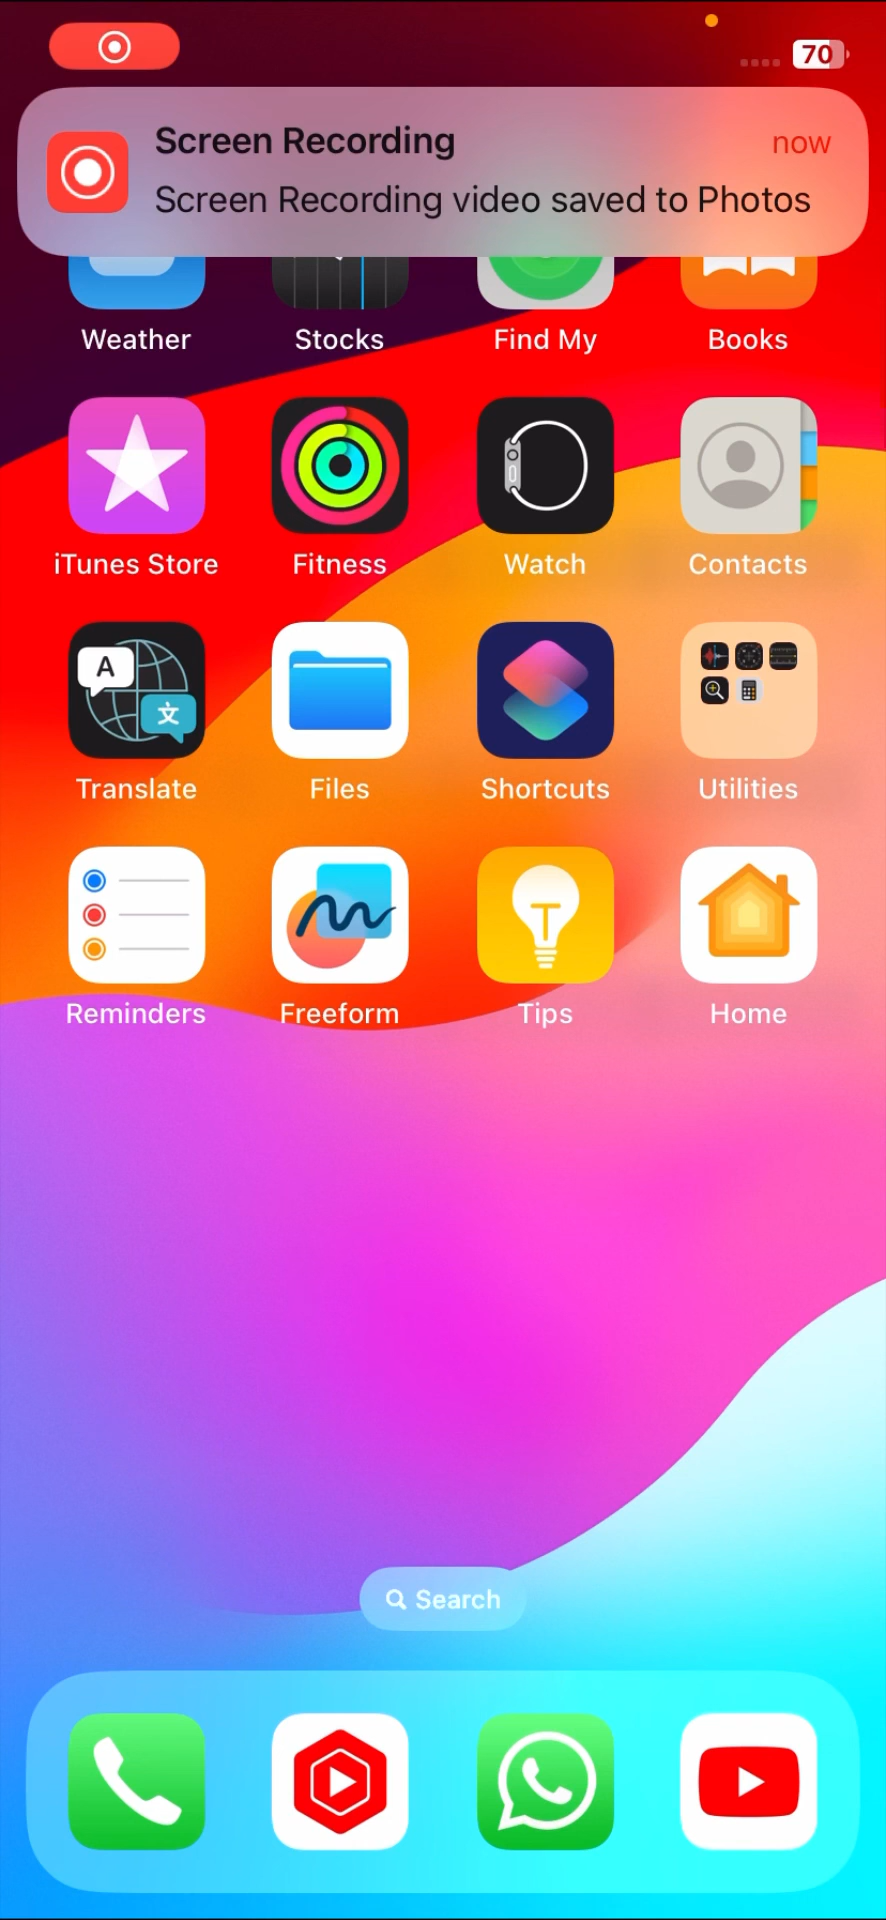 70
Screen Recording now
Screen Recording video saved to Photos
Weather Stocks Find My Books
iTunes Store Fitness Watch Contacts
A 文
Translate Files Shortcuts Utilities
Reminders Freeform Tips Home
Search